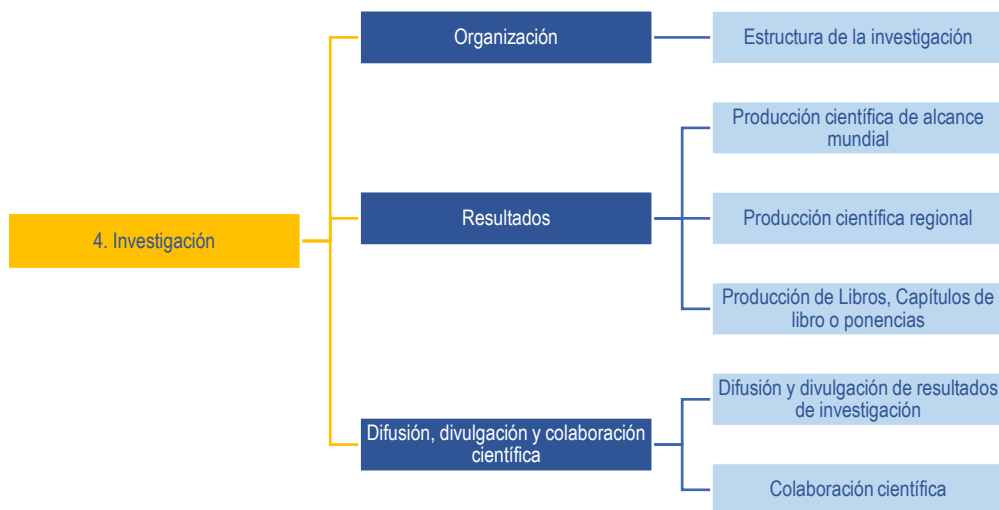 4. Investigación
Organización
Estructura de la investigación
Resultados
Producción científica de alcance
mundial
Producción científica regional
Producción de Libros, Capítulos de
libro o ponencias
Difusión, divulgación y colaboración
científica
Difusión y divulgación de resultados
de investigación
Colaboración científica